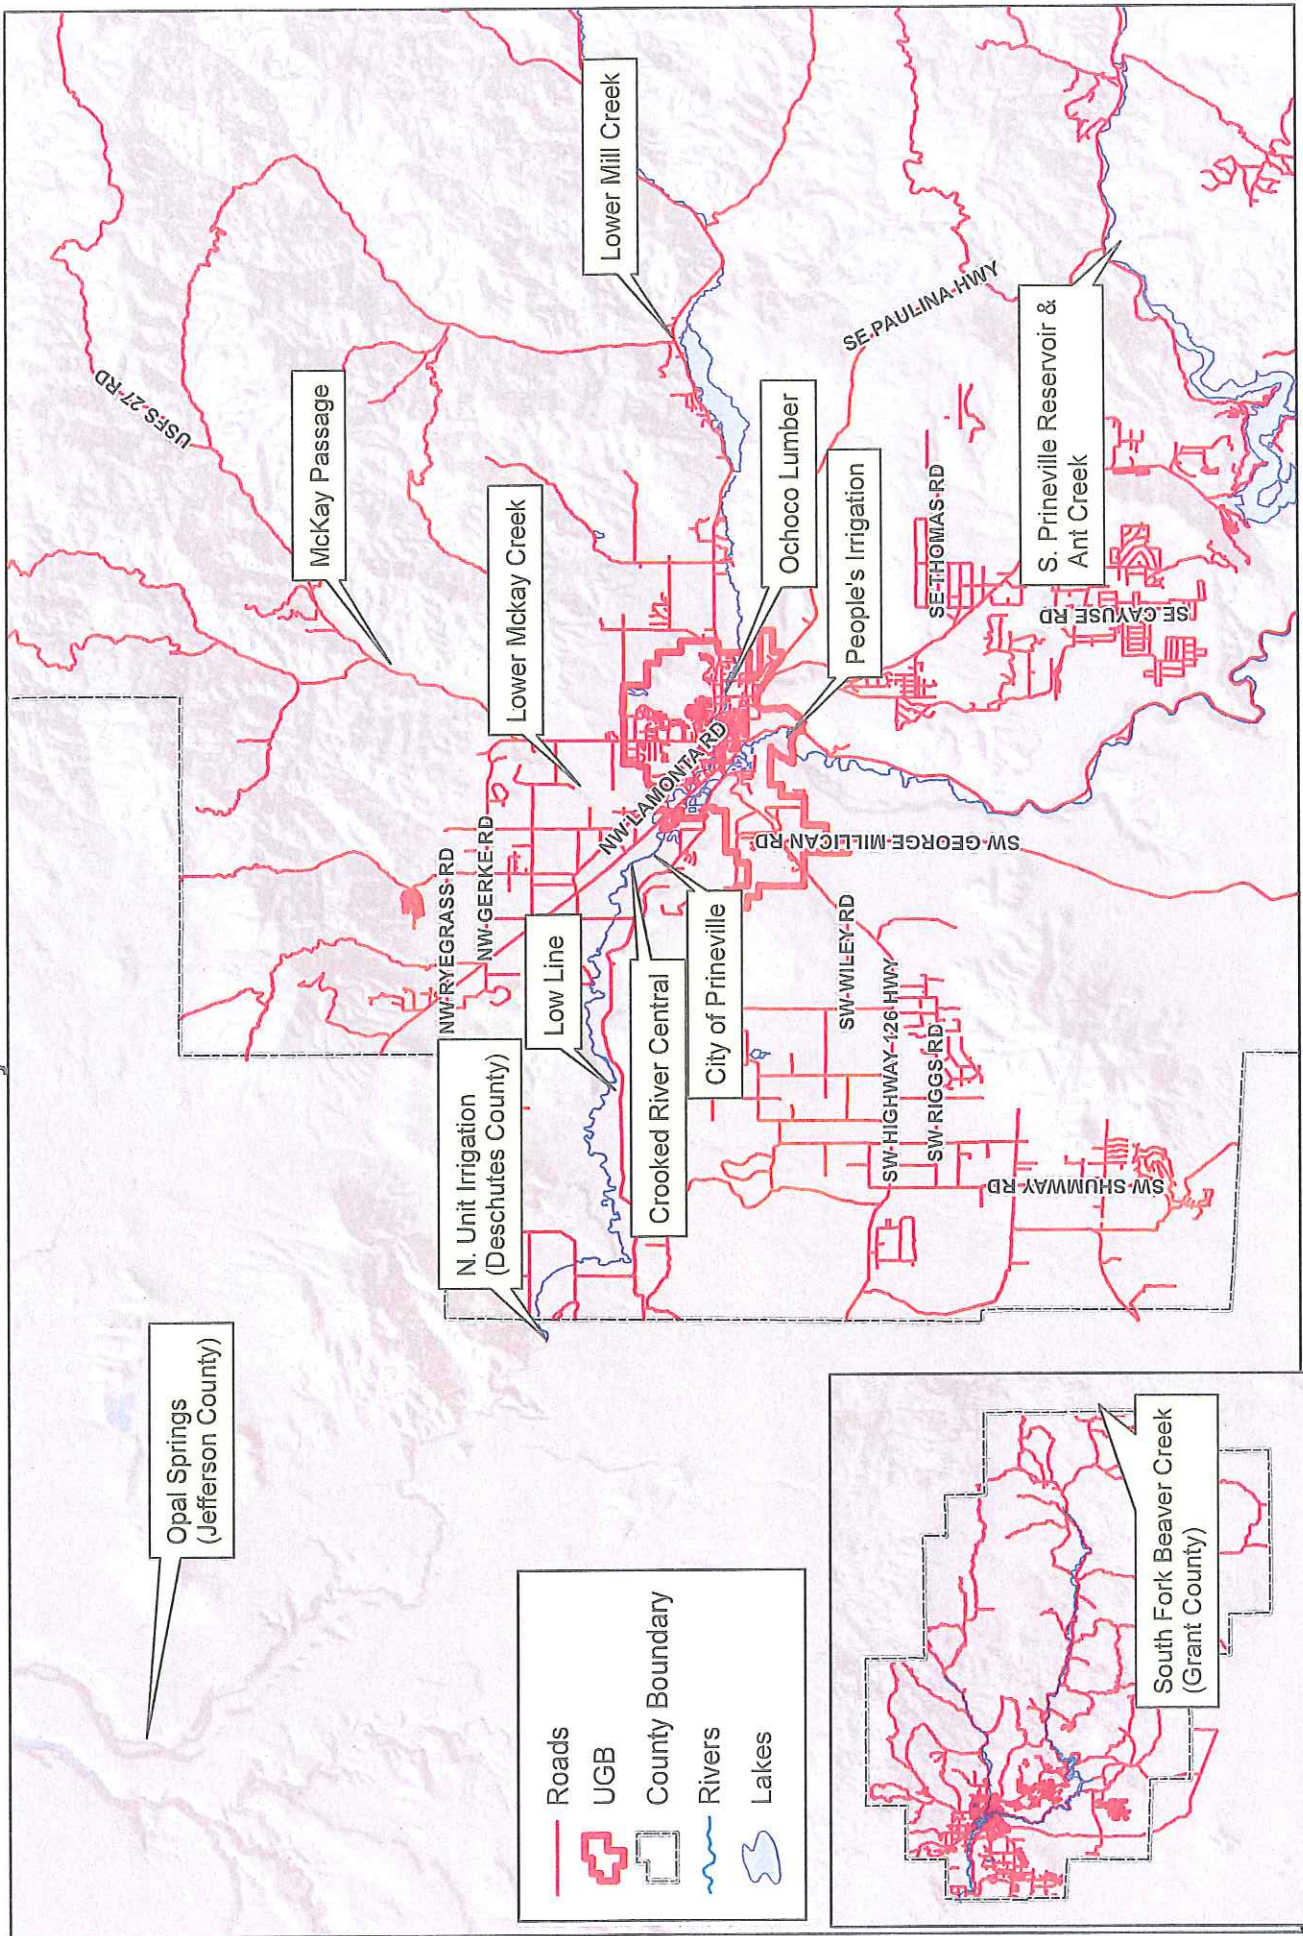 Opal Springs
(Jefferson County)
N. Unit Irrigation
(Deschutes County)
Low Line
Crooked River Central
City of Prineville
Lower Mckay Creek
McKay Passage
Lower Mill Creek
Ochoco Lumber
People's Irrigation
S. Prineville Reservoir &
Ant Creek
USFS 27 RD
NW RYEGRASS RD
NW GERKE RD
NW LAMONTA RD
SE PAULINA HWY
SE THOMAS RD
SE CAYUSE RD
SW GEORGE MILLICAN RD
SW WILEY RD
SW HIGHWAY 126 HWY
SW RIGGS RD
SW SHUMWAY RD
Roads
UGB
County Boundary
Rivers
Lakes
South Fork Beaver Creek
(Grant County)